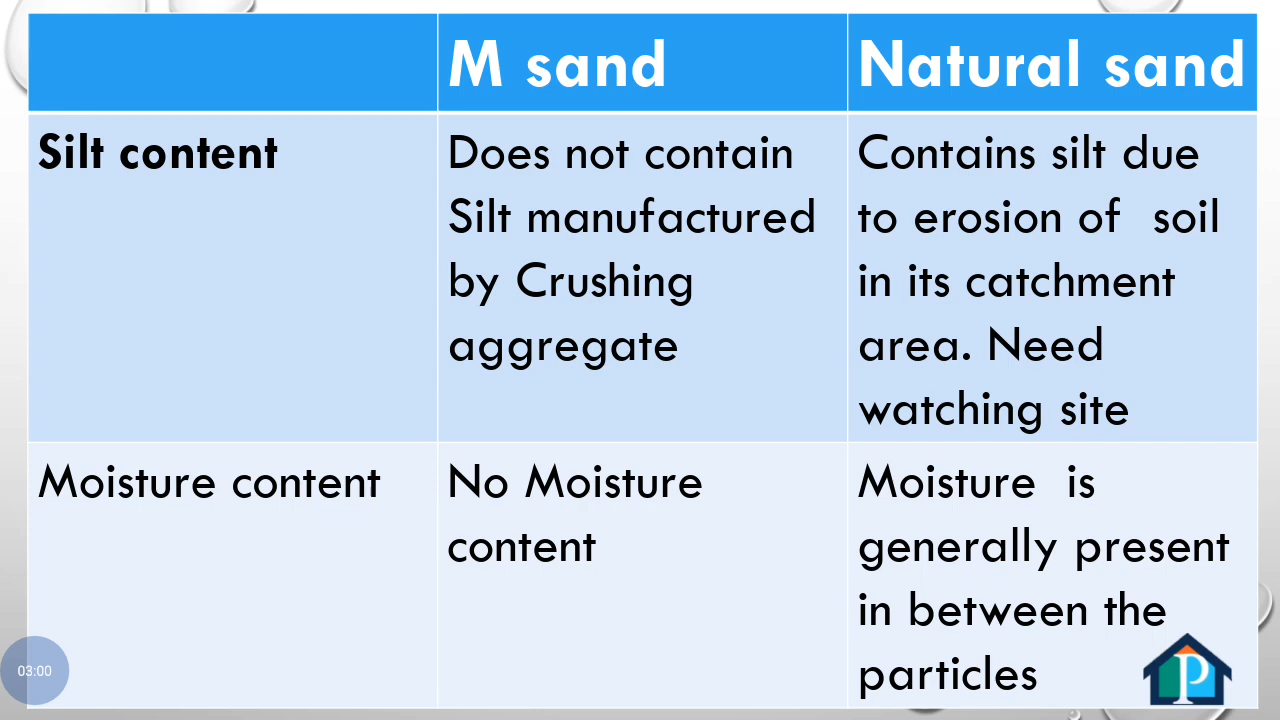 M sand
Natural sand
Silt content
Does not contain
Silt manufactured
by Crushing
aggregate
Contains silt due
to erosion of  soil
in its catchment
area. Need
watching site
Moisture content
No Moisture
content
Moisture  is
generally present
in between the
particles
03:00
P